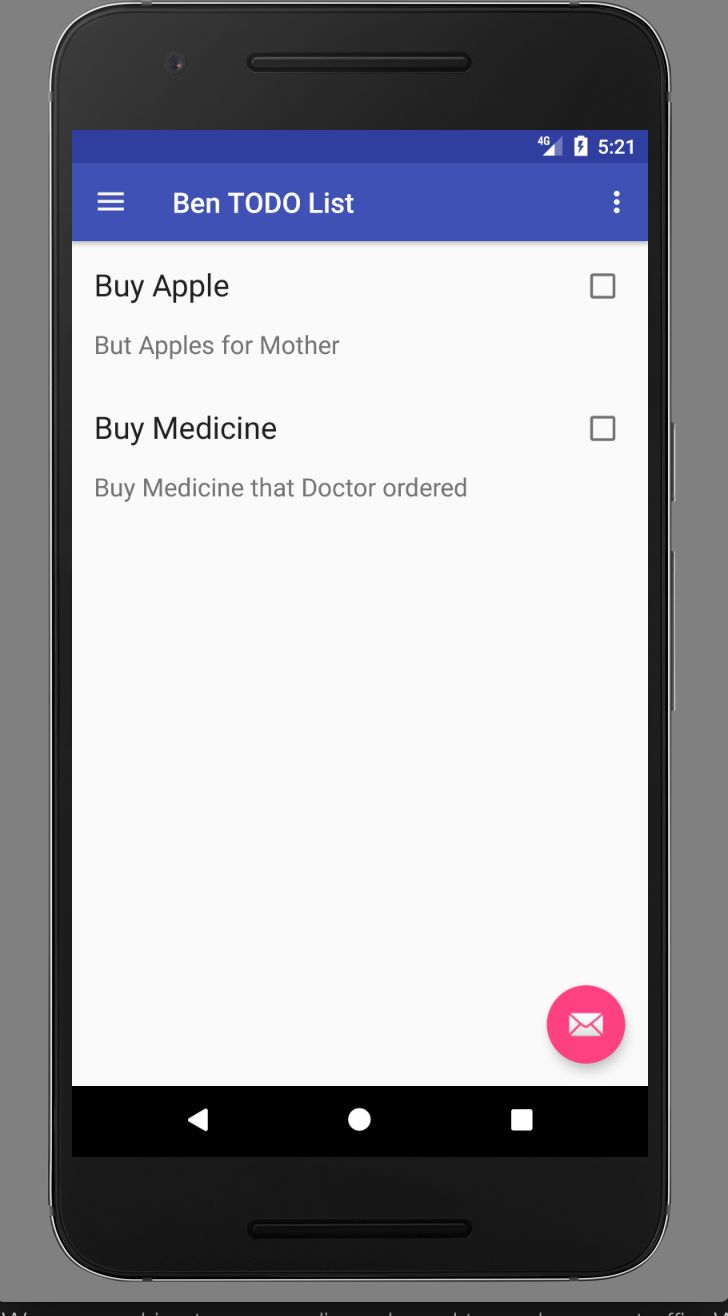 4G 5:21
Ben TODO List
Buy Apple
But Apples for Mother
Buy Medicine
Buy Medicine that Doctor ordered